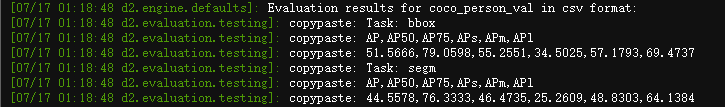 [07/17 01:18:48 d2.engine.defaults]: Evaluation results for coco_person_val in csv format:
[07/17 01:18:48 d2.evaluation.testing]: copypaste: Task: bbox
[07/17 01:18:48 d2.evaluation.testing]: copypaste: AP,AP50,AP75,APs,APm,APl
[07/17 01:18:48 d2.evaluation.testing]: copypaste: 51.5666,79.0598,55.2551,34.5025,57.1793,69.4737
[07/17 01:18:48 d2.evaluation.testing]: copypaste: Task: segm
[07/17 01:18:48 d2.evaluation.testing]: copypaste: AP,AP50,AP75,APs,APm,APl
[07/17 01:18:48 d2.evaluation.testing]: copypaste: 44.5578,76.3333,46.4735,25.2609,48.8303,64.1384